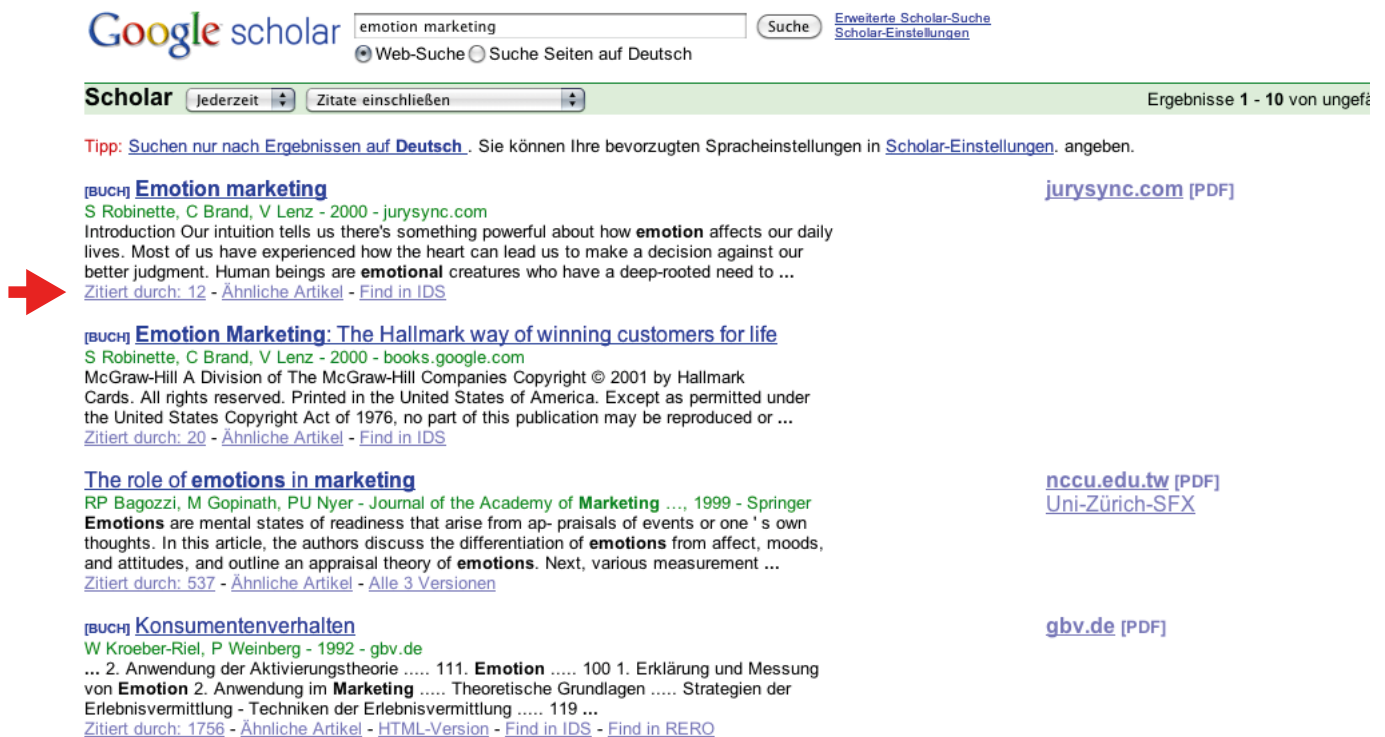 Google scholar emotion marketing Suche Erweiterte Scholar-Suche
Scholar-Einstellungen
Web-Suche Suche Seiten auf Deutsch
Scholar Jederzeit Zitate einschließen Ergebnisse 1 - 10 von
Tipp: Suchen nur nach Ergebnissen auf Deutsch . Sie können Ihre bevorzugten Spracheinstellungen in Scholar-Einstellungen. angeben.
[BUCH] Emotion marketing jurysync.com [PDF]
S Robinette, C Brand, V Lenz - 2000 - jurysync.com
Introduction Our intuition tells us there's something powerful about how emotion affects our daily
lives. Most of us have experienced how the heart can lead us to make a decision against our
better judgment. Human beings are emotional creatures who have a deep-rooted need to ...
Zitiert durch: 12 - Ähnliche Artikel - Find in IDS
[BUCH] Emotion Marketing: The Hallmark way of winning customers for life
S Robinette, C Brand, V Lenz - 2000 - books.google.com
McGraw-Hill A Division of The McGraw-Hill Companies Copyright © 2001 by Hallmark
Cards. All rights reserved. Printed in the United States of America. Except as permitted under
the United States Copyright Act of 1976, no part of this publication may be reproduced or ...
Zitiert durch: 20 - Ähnliche Artikel - Find in IDS
The role of emotions in marketing nccu.edu.tw [PDF]
RP Bagozzi, M Gopinath, PU Nyer - Journal of the Academy of Marketing …, 1999 - Springer Uni-Zürich-SFX
Emotions are mental states of readiness that arise from ap- praisals of events or one ' s own
thoughts. In this article, the authors discuss the differentiation of emotions from affect, moods,
and attitudes, and outline an appraisal theory of emotions. Next, various measurement ...
Zitiert durch: 537 - Ähnliche Artikel - Alle 3 Versionen
[BUCH] Konsumentenverhalten gbv.de [PDF]
W Kroeber-Riel, P Weinberg - 1992 - gbv.de
... 2. Anwendung der Aktivierungstheorie ..... 111. Emotion ..... 100 1. Erklärung und Messung
von Emotion 2. Anwendung im Marketing ..... Theoretische Grundlagen ..... Strategien der
Erlebnisvermittlung - Techniken der Erlebnisvermittlung ..... 119 ...
Zitiert durch: 1756 - Ähnliche Artikel - HTML-Version - Find in IDS - Find in RERO